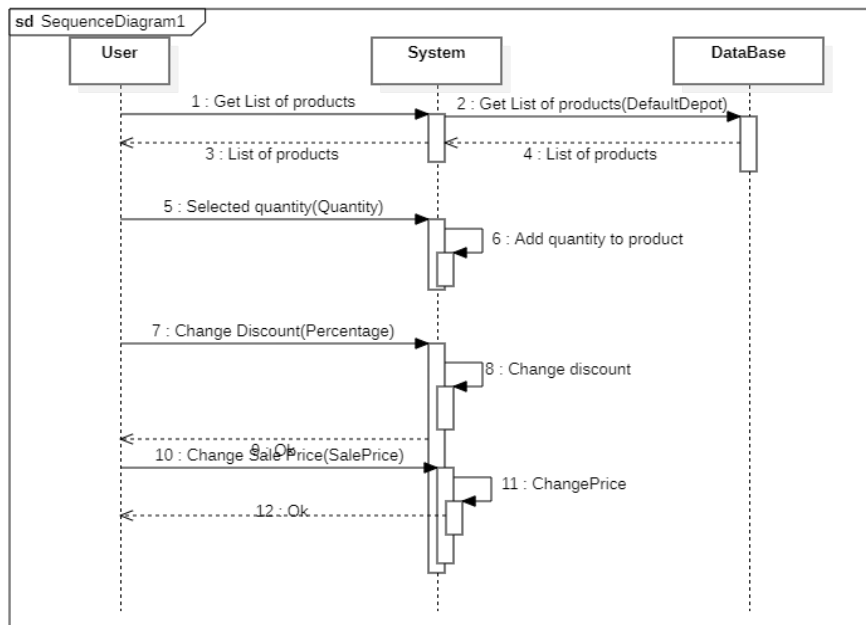 sd SequenceDiagram1
User
System
DataBase
1 : Get List of products
2 : Get List of products(DefaultDepot)
3 : List of products
4 : List of products
5 : Selected quantity(Quantity)
6 : Add quantity to product
7 : Change Discount(Percentage)
8 : Change discount
9 : Ok
10 : Change Sale Price(SalePrice)
11 : ChangePrice
12 : Ok